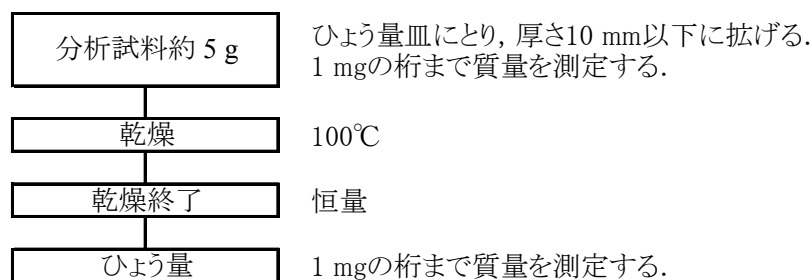 分析試料約 5 g
ひょう量皿にとり, 厚さ10 mm以下に拡げる.
1 mgの桁まで質量を測定する.
乾燥
100℃
乾燥終了
恒量
ひょう量
1 mgの桁まで質量を測定する.